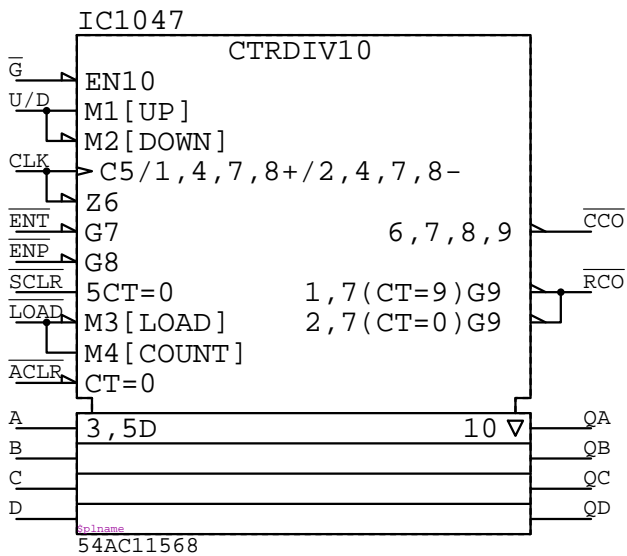 IC1047
CTRDIV10
G EN10
U/D M1[UP]
M2[DOWN]
CLK C5/1,4,7,8+/2,4,7,8-
Z6
ENT G7 6,7,8,9 CCO
ENP G8
SCLR 5CT=0 1,7(CT=9)G9 RCO
LOAD M3[LOAD] 2,7(CT=0)G9
M4[COUNT]
ACLR CT=0
A 3,5D 10 ▽ QA
B QB
C QC
D QD
$plname
54AC11568